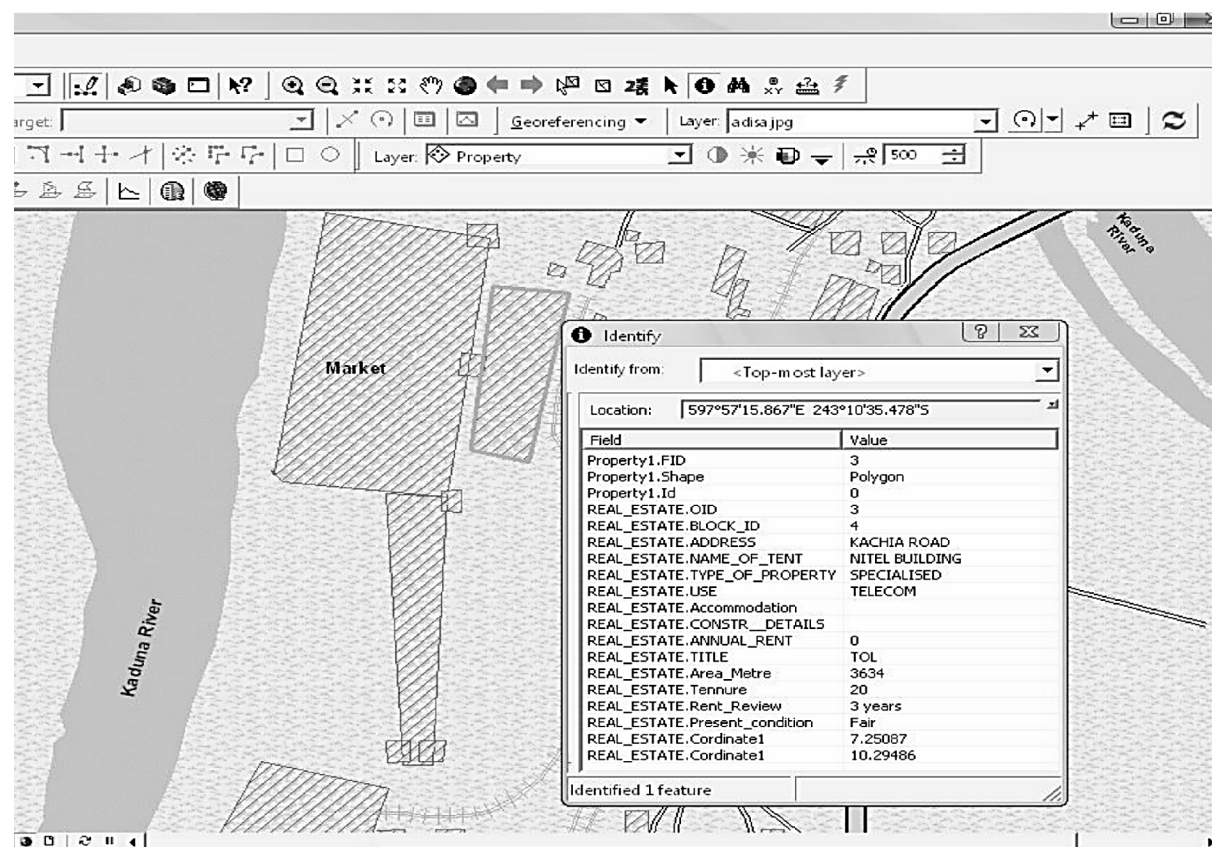 Georeferencing
Layer: adisa.jpg
Layer: Property
500
Kaduna
River
Market
Kaduna River
Identify
Identify from: <Top-most layer>
Location: 597°57'15.867"E 243°10'35.478"S
Field Value
Property1.FID 3
Property1.Shape Polygon
Property1.Id 0
REAL_ESTATE.OID 3
REAL_ESTATE.BLOCK_ID 4
REAL_ESTATE.ADDRESS KACHIA ROAD
REAL_ESTATE.NAME_OF_TENT NITEL BUILDING
REAL_ESTATE.TYPE_OF_PROPERTY SPECIALISED
REAL_ESTATE.USE TELECOM
REAL_ESTATE.Accommodation
REAL_ESTATE.CONSTR__DETAILS
REAL_ESTATE.ANNUAL_RENT 0
REAL_ESTATE.TITLE TOL
REAL_ESTATE.Area_Metre 3634
REAL_ESTATE.Tennure 20
REAL_ESTATE.Rent_Review 3 years
REAL_ESTATE.Present_condition Fair
REAL_ESTATE.Cordinate1 7.25087
REAL_ESTATE.Cordinate1 10.29486
Identified 1 feature